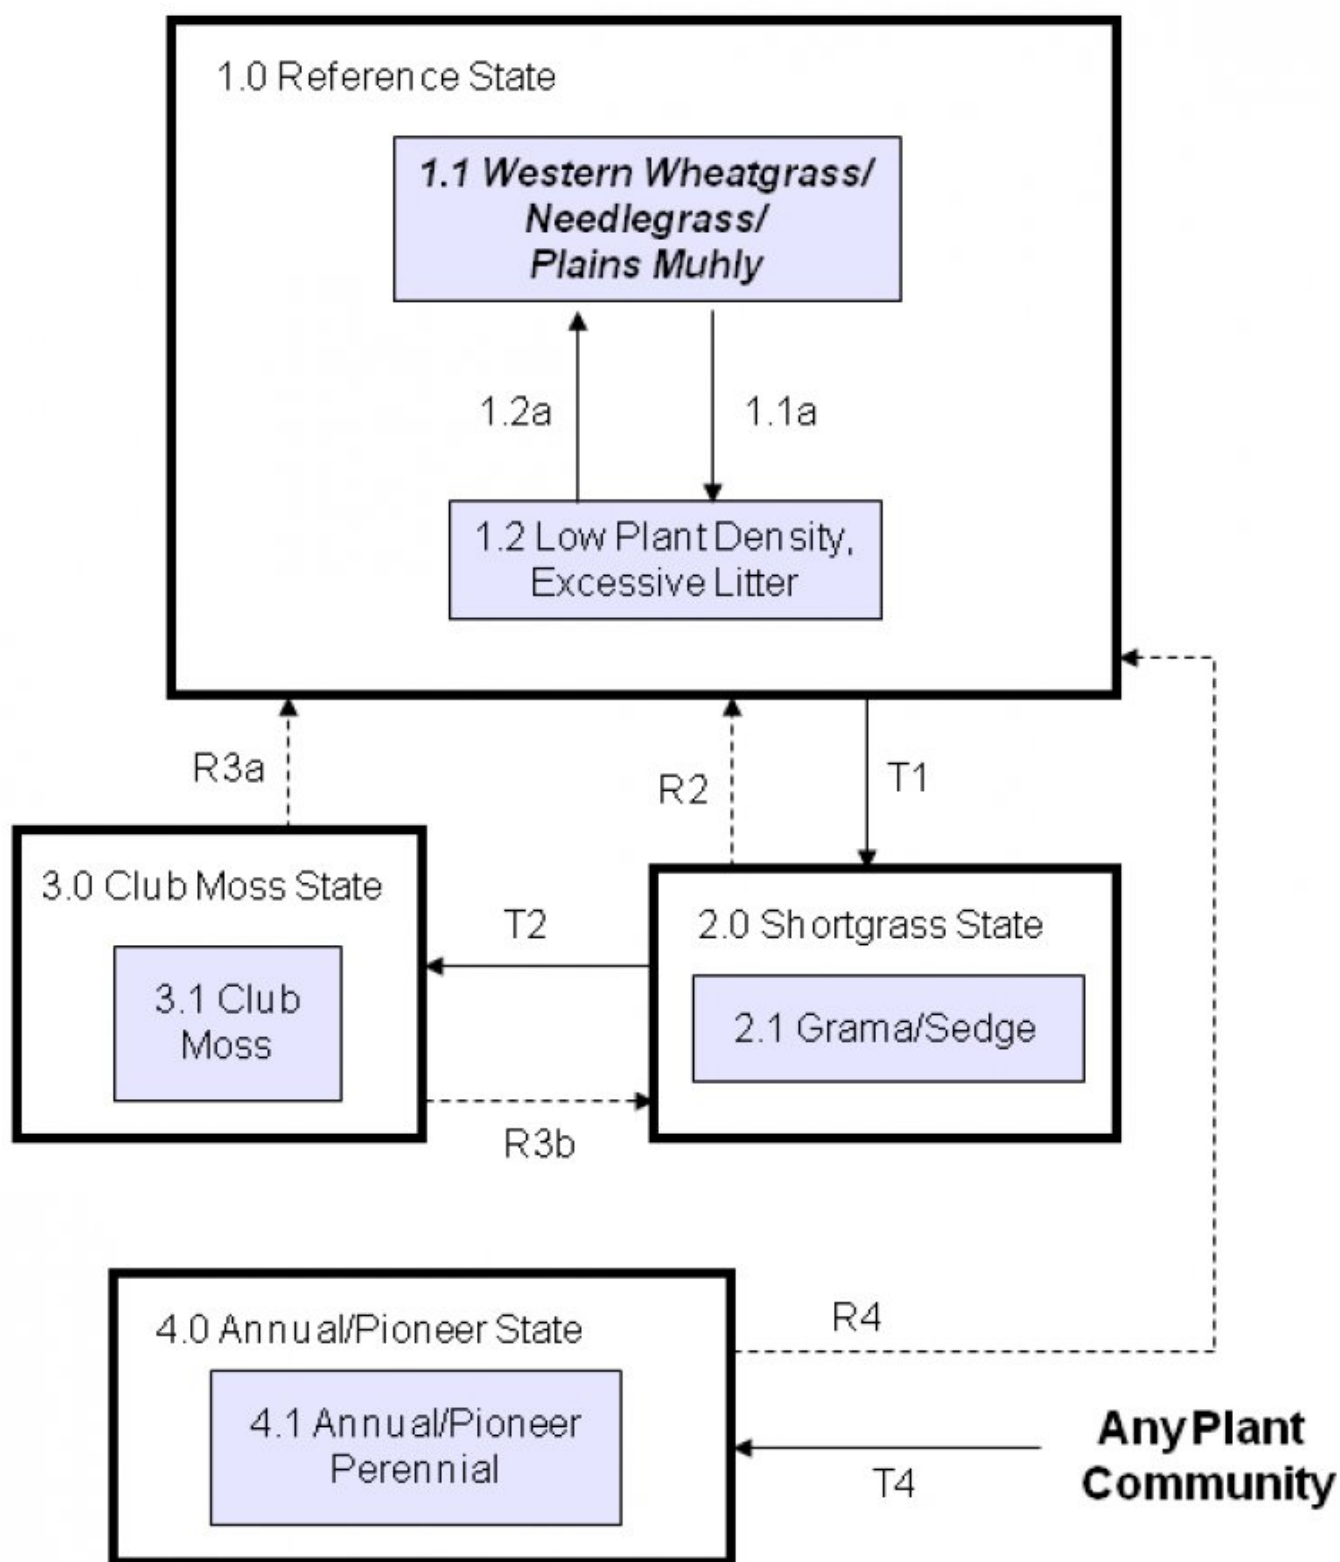 1.0 Reference State
1.1 Western Wheatgrass/
Needlegrass/
Plains Muhly
1.2a
1.1a
1.2 Low Plant Density,
Excessive Litter
R3a
R2
T1
3.0 Club Moss State
3.1 Club
Moss
T2
2.0 Shortgrass State
2.1 Grama/Sedge
R3b
4.0 Annual/Pioneer State
4.1 Annual/Pioneer
Perennial
R4
Any Plant
Community
T4